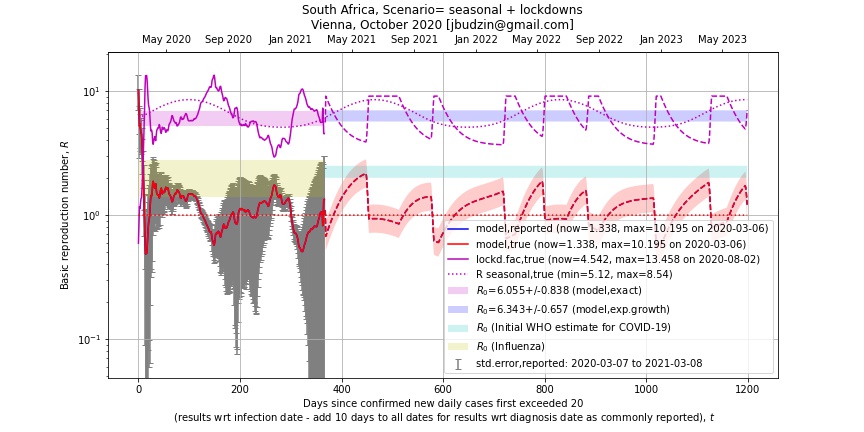 South Africa, Scenario= seasonal + lockdowns
Vienna, October 2020 [jbudzin@gmail.com]
May 2020 Sep 2020 Jan 2021 May 2021 Sep 2021 Jan 2022 May 2022 Sep 2022 Jan 2023 May 2023
Basic reproduction number, R
10¹
10⁰
10⁻¹
model,reported (now=1.338, max=10.195 on 2020-03-06)
model,true (now=1.338, max=10.195 on 2020-03-06)
lockd.fac,true (now=4.542, max=13.458 on 2020-08-02)
R seasonal,true (min=5.12, max=8.54)
R₀=6.055+/-0.838 (model,exact)
R₀=6.343+/-0.657 (model,exp.growth)
R₀ (Initial WHO estimate for COVID-19)
R₀ (Influenza)
std.error,reported: 2020-03-07 to 2021-03-08
0 200 400 600 800 1000 1200
Days since confirmed new daily cases first exceeded 20
(results wrt infection date - add 10 days to all dates for results wrt diagnosis date as commonly reported), t